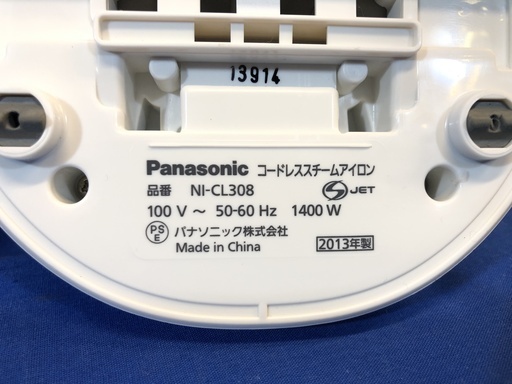 13914
Panasonic コードレススチームアイロン
品番 NI-CL308 S JET
100 V ～ 50-60 Hz 1400 W
PSE パナソニック株式会社
Made in China 2013年製